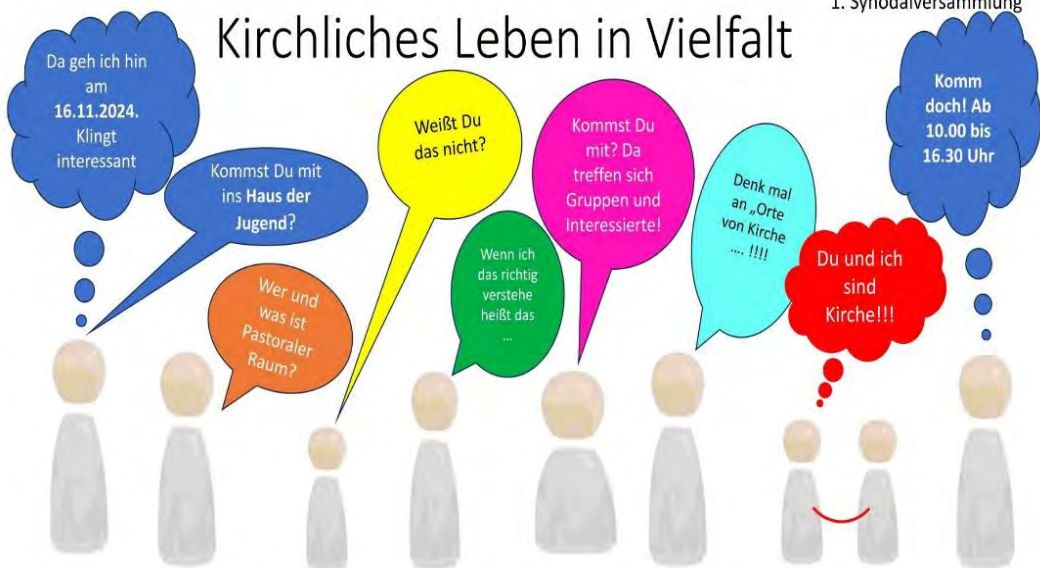 1. Synodalversammlung
Kirchliches Leben in Vielfalt
Da geh ich hin
am
16.11.2024.
Klingt
interessant
Kommst Du mit
ins Haus der
Jugend?
Wer und
was ist
Pastoraler
Raum?
Weißt Du
das nicht?
Wenn ich
das richtig
verstehe
heißt das
...
Kommst Du
mit? Da
treffen sich
Gruppen und
Interessierte!
Denk mal
an „Orte
von Kirche
.... !!!!
Du und ich
sind
Kirche!!!
Komm
doch! Ab
10.00 bis
16.30 Uhr